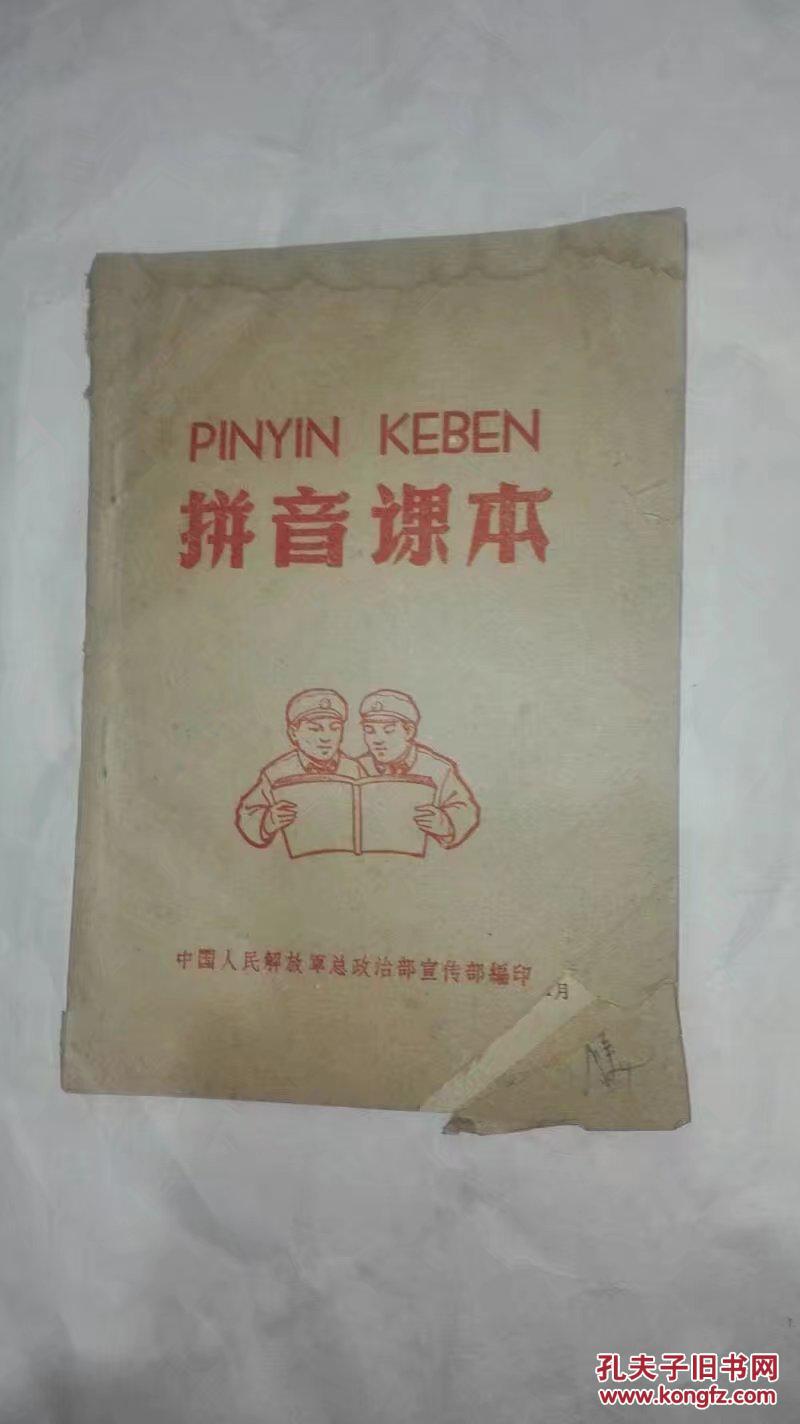 PINYIN KEBEN
拼音课本
中国人民解放军总政治部宣传部编印
月
孔夫子旧书网
www.kongfz.com